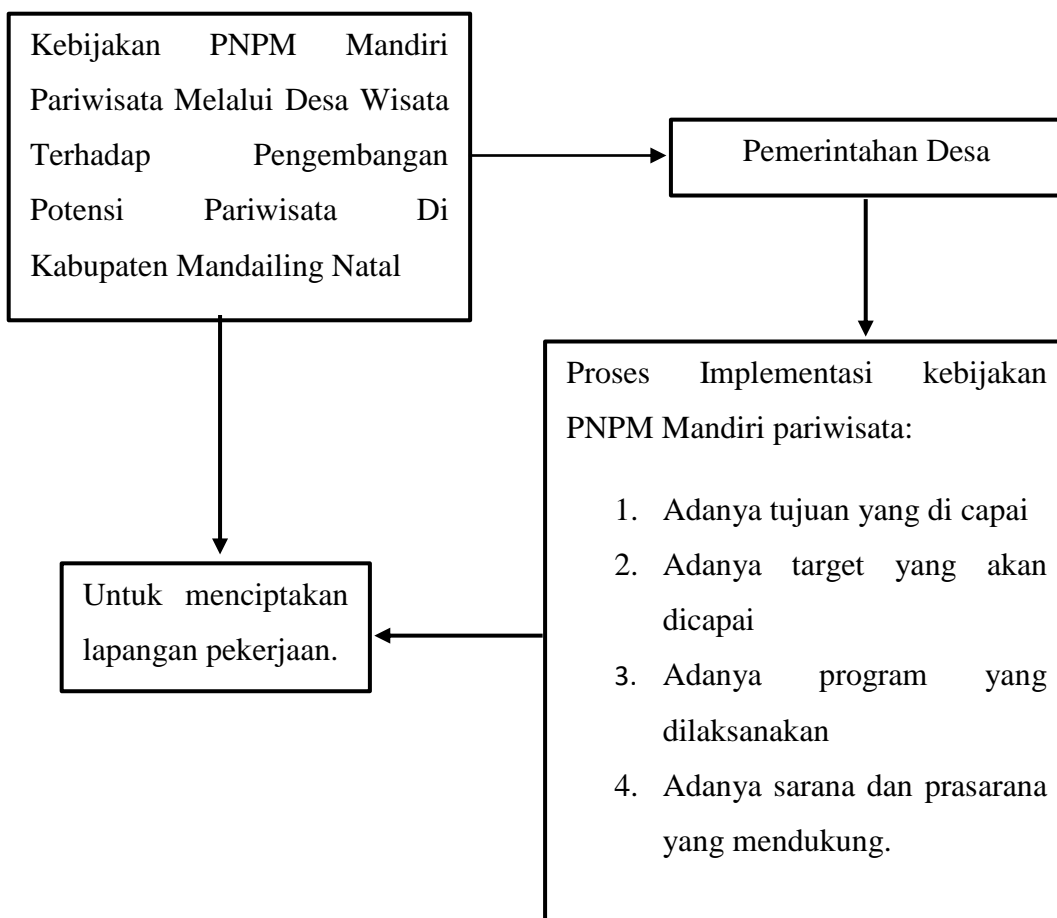 Kebijakan PNPM Mandiri
Pariwisata Melalui Desa Wisata
Terhadap Pengembangan
Potensi Pariwisata Di
Kabupaten Mandailing Natal
Pemerintahan Desa
Proses Implementasi kebijakan
PNPM Mandiri pariwisata:
1. Adanya tujuan yang di capai
2. Adanya target yang akan
dicapai
3. Adanya program yang
dilaksanakan
4. Adanya sarana dan prasarana
yang mendukung.
Untuk menciptakan
lapangan pekerjaan.